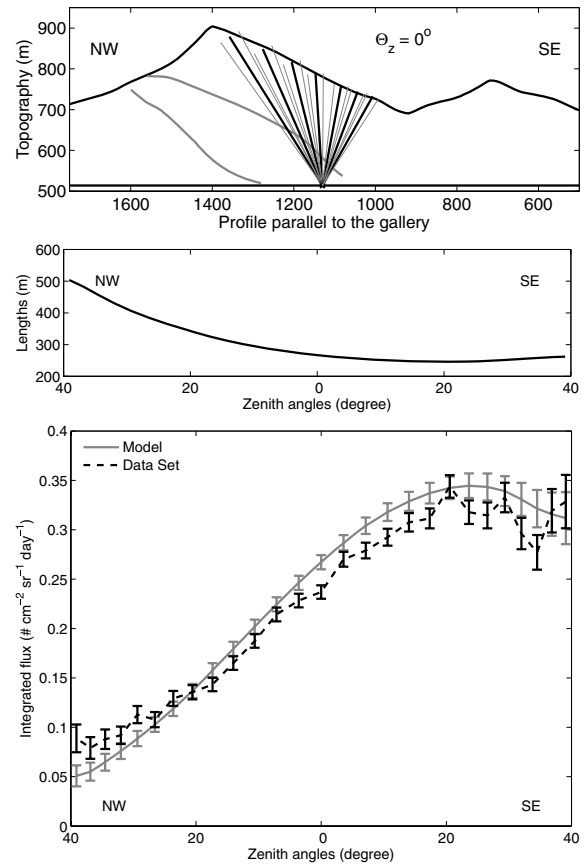 900
800
700
600
500
Topography (m)
NW
Θz = 0o
SE
1600
1400
1200
1000
800
600
Profile parallel to the gallery
600
500
400
300
200
Lengths (m)
NW
SE
40
20
0
20
40
Zenith angles (degree)
0.4
0.35
0.3
0.25
0.2
0.15
0.1
0.05
0
Integrated flux (# cm−2 sr−1 day−1)
Model
Data Set
NW
SE
40
20
0
20
40
Zenith angles (degree)